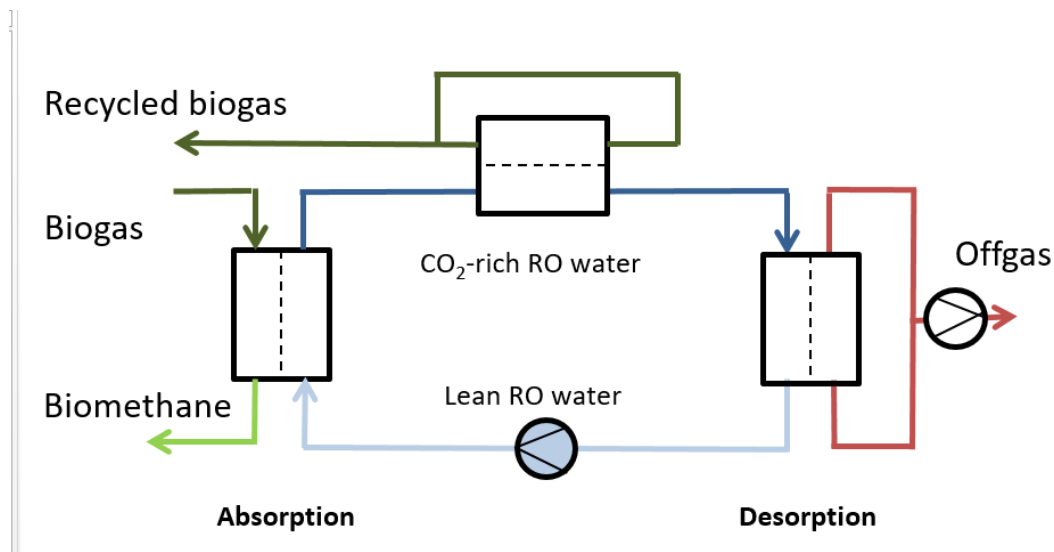 Recycled biogas
Biogas
CO₂-rich RO water
Offgas
Biomethane
Lean RO water
Absorption
Desorption